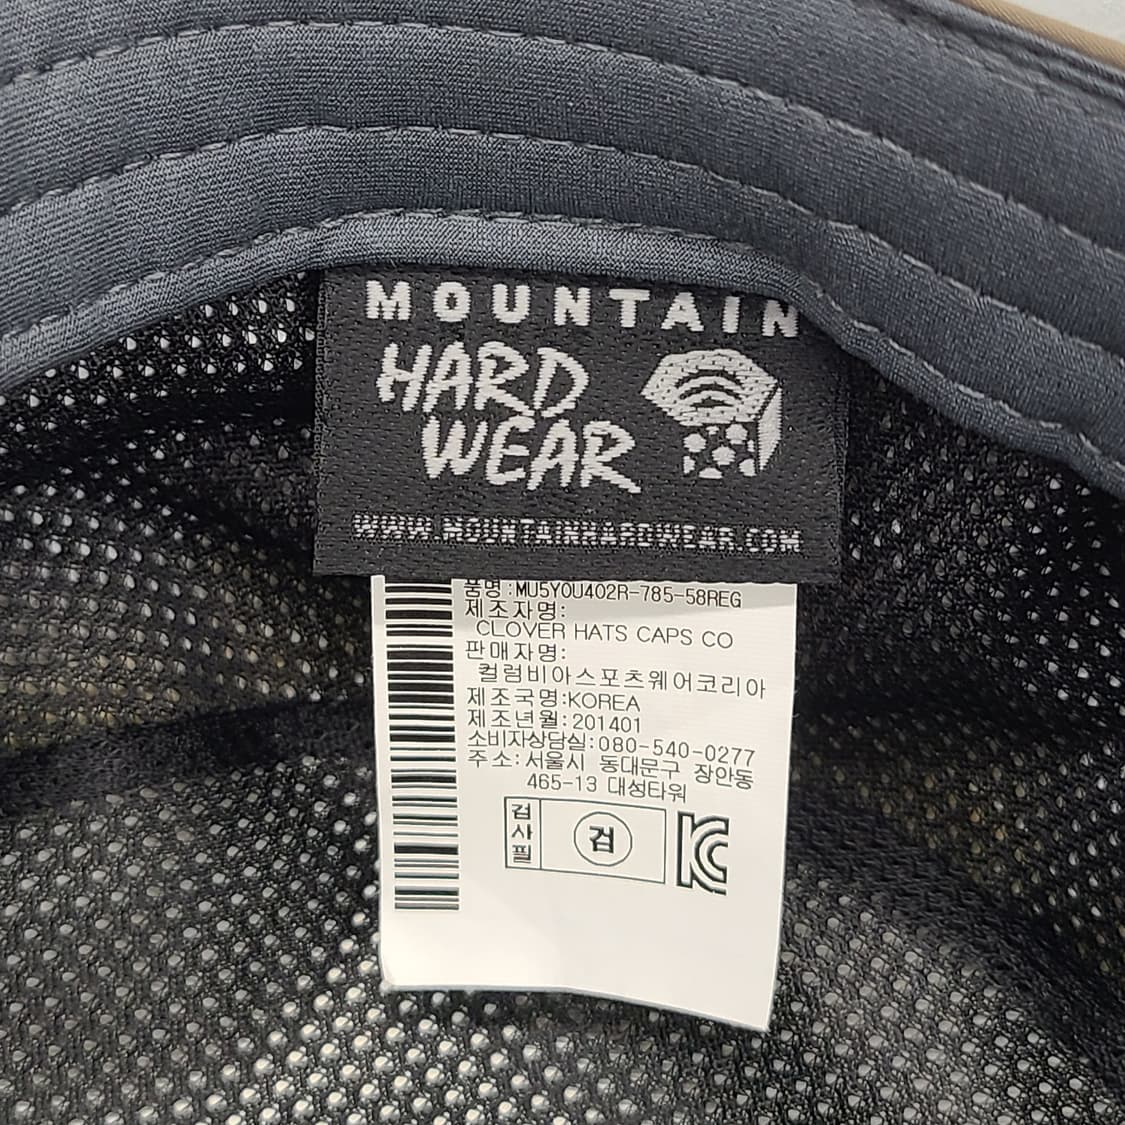 MOUNTAIN
HARD
WEAR
WWW.MOUNTAINHARDWEAR.COM
품명:MU5YOU402R-785-58REG
제조자명:
CLOVER HATS CAPS CO
판매자명:
컬럼비아스포츠웨어코리아
제조국명:KOREA
제조년월:201401
소비자상담실:080-540-0277
주소:서울시 동대문구 장안동
465-13 대성타워
검사필
검
KC